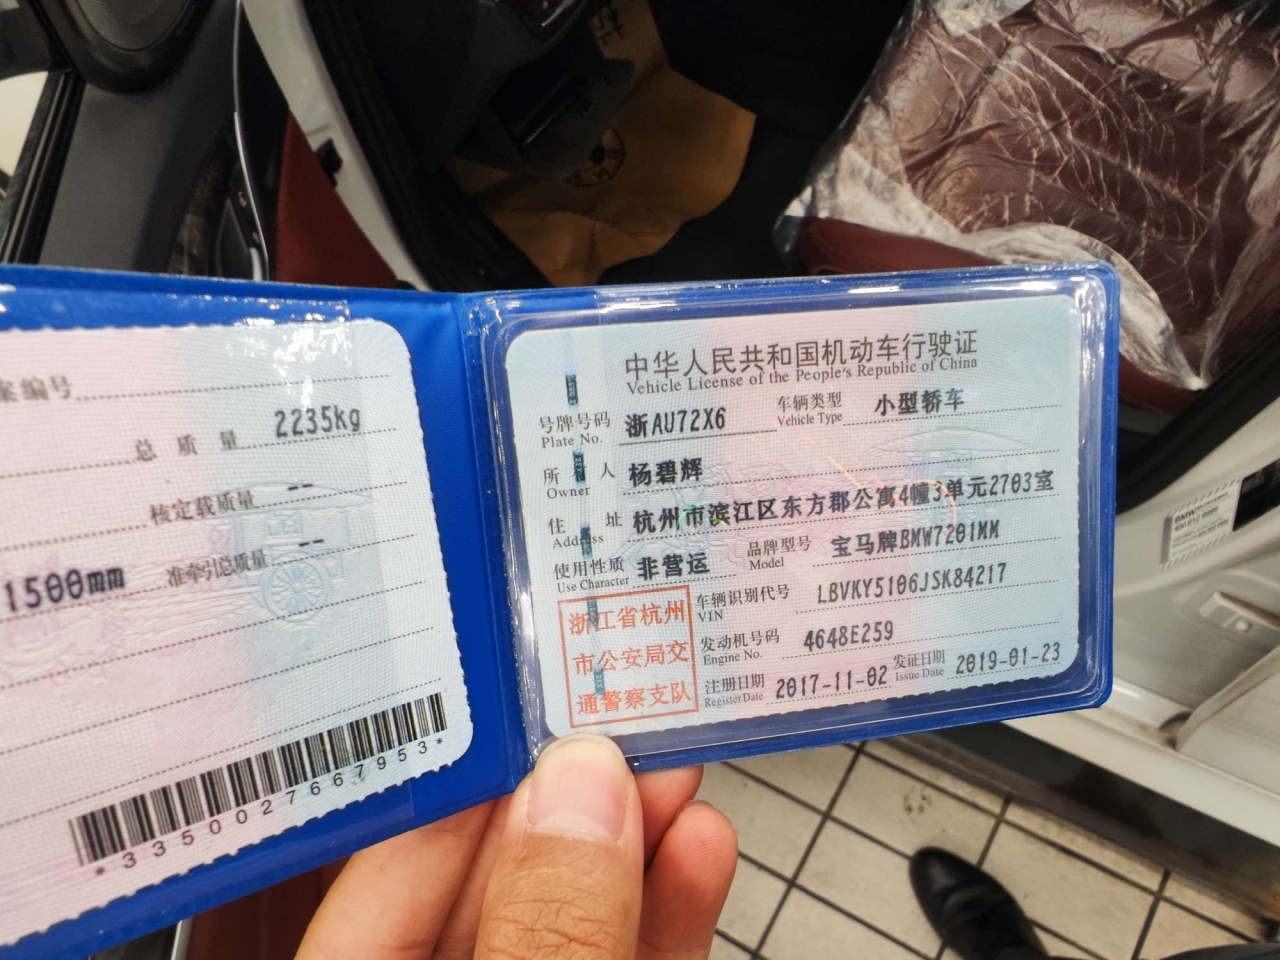 案编号
总质量 2235kg
核定载质量 --
1500mm 准牵引总质量 --
*3350027667953*
中华人民共和国机动车行驶证
Vehicle License of the People's Republic of China
号牌号码 浙AU72X6 车辆类型 小型轿车
Plate No. Vehicle Type
所有人 杨碧辉
Owner
住址 杭州市滨江区东方郡公寓4幢3单元2703室
Address
使用性质 非营运 品牌型号 宝马牌BMW7201MM
Use Character Model
浙江省杭州
市公安局交
通警察支队
车辆识别代号 LBVKY5106JSK84217
VIN
发动机号码 4648E259
Engine No.
注册日期 2017-11-02 发证日期 2019-01-23
Register Date Issue Date
BMW